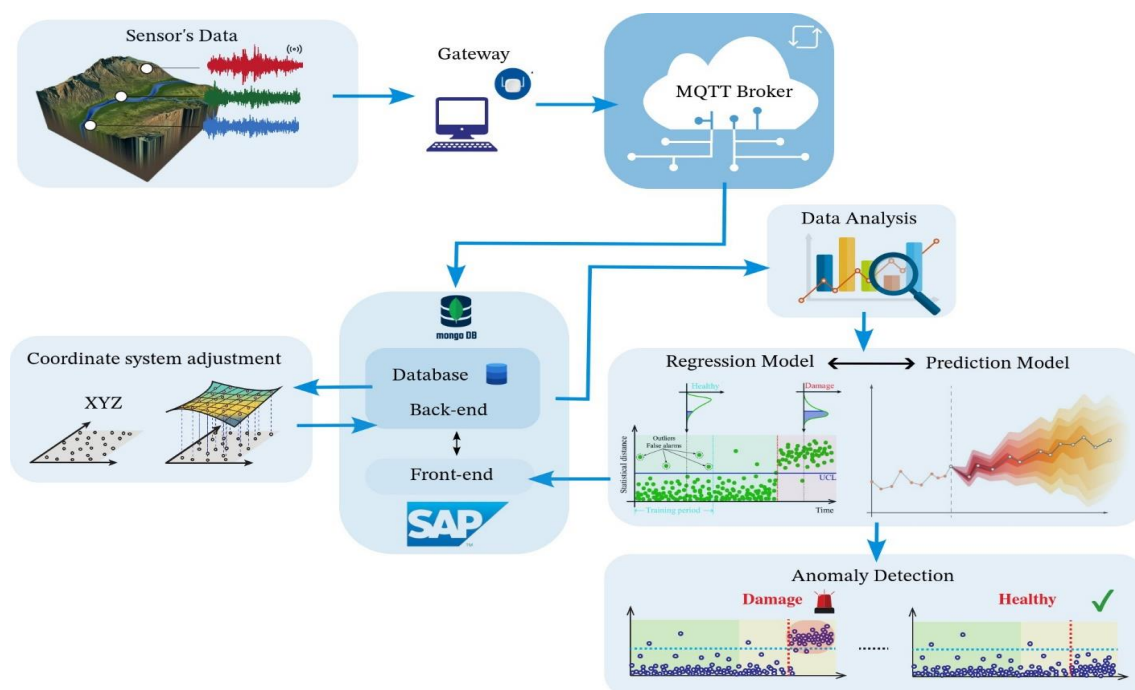 Sensor's Data
Gateway
MQTT Broker
Data Analysis
mongo DB
Database
Back-end
Front-end
SAP
TM
Coordinate system adjustment
XYZ
Regression Model
Prediction Model
Healthy
Damage
Outliers
False alarms
Statistical distance
UCL
Training period
Time
Anomaly Detection
Damage
Healthy